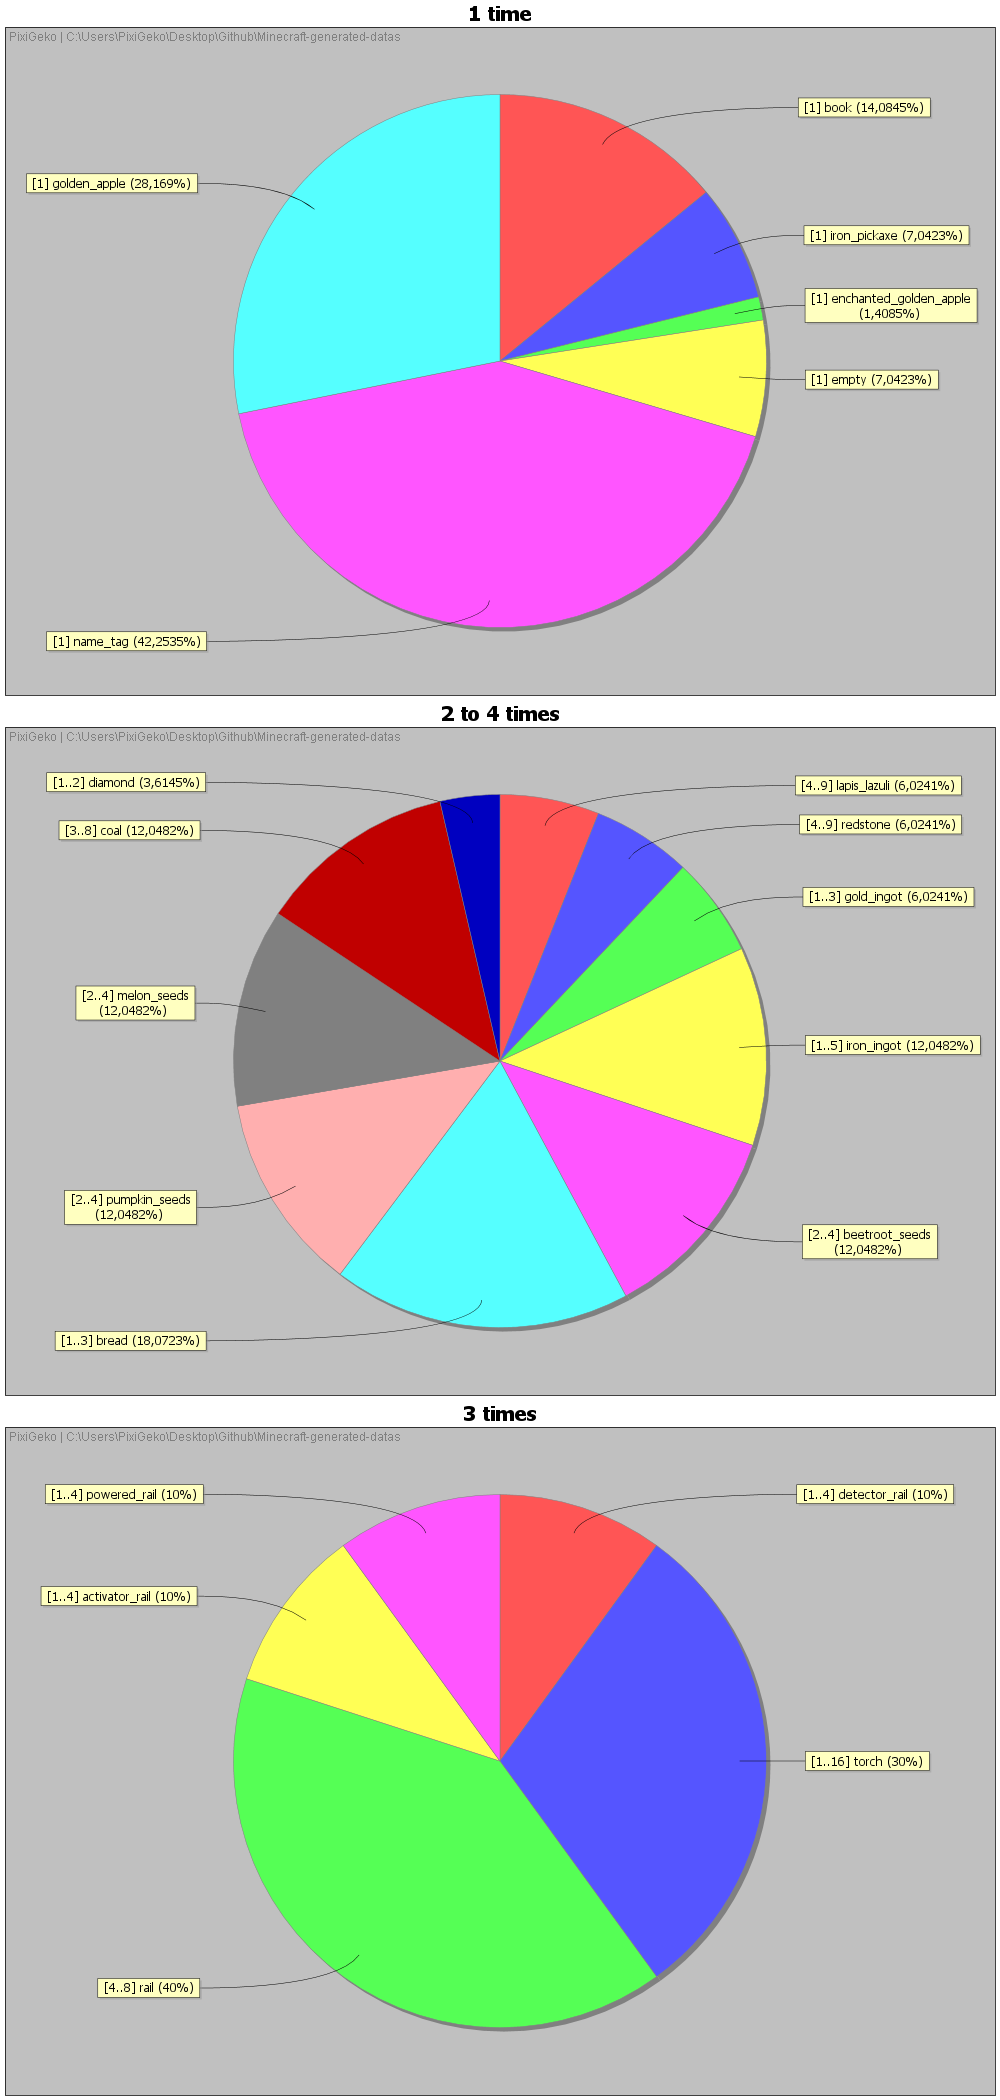 1 time
PixiGeko | C:\Users\PixiGeko\Desktop\Github\Minecraft-generated-datas
[1] book (14,0845%)
[1] golden_apple (28,169%)
[1] iron_pickaxe (7,0423%)
[1] enchanted_golden_apple
(1,4085%)
[1] empty (7,0423%)
[1] name_tag (42,2535%)
2 to 4 times
PixiGeko | C:\Users\PixiGeko\Desktop\Github\Minecraft-generated-datas
[1..2] diamond (3,6145%)
[4..9] lapis_lazuli (6,0241%)
[3..8] coal (12,0482%)
[4..9] redstone (6,0241%)
[1..3] gold_ingot (6,0241%)
[2..4] melon_seeds
(12,0482%)
[1..5] iron_ingot (12,0482%)
[2..4] pumpkin_seeds
(12,0482%)
[2..4] beetroot_seeds
(12,0482%)
[1..3] bread (18,0723%)
3 times
PixiGeko | C:\Users\PixiGeko\Desktop\Github\Minecraft-generated-datas
[1..4] powered_rail (10%)
[1..4] detector_rail (10%)
[1..4] activator_rail (10%)
[1..16] torch (30%)
[4..8] rail (40%)